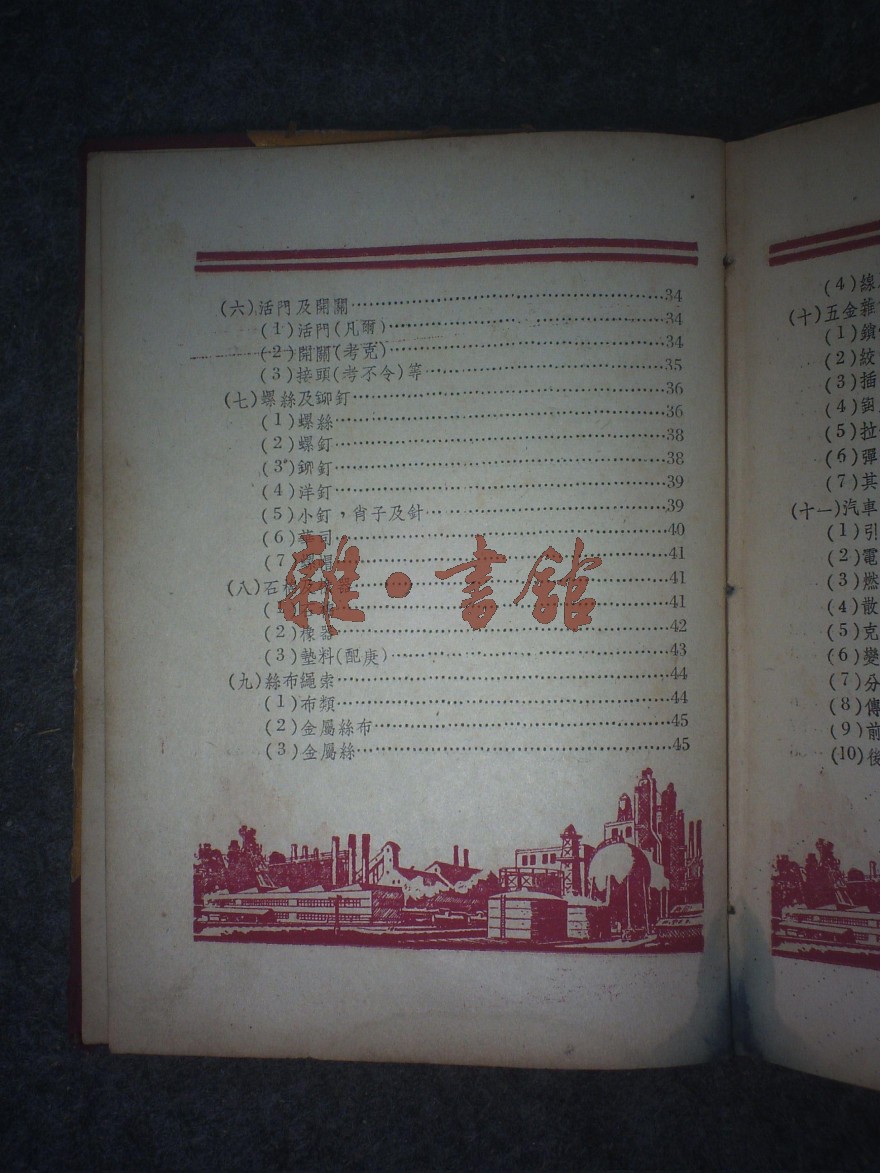 (六)活門及開關…34
(1)活門(凡爾)…34
(2)開關(考克)…34
(3)接頭(考不令)等…35
(七)螺絲及鉚釘…36
(1)螺絲…36
(2)螺釘…38
(3)鉚釘…38
(4)洋釘…39
(5)小釘，肖子及針…39
(6)司…40
(7)…41
(八)石…41
(1)…41
(2)橡器…42
(3)墊料(配庚)…43
(九)絲布繩索…44
(1)布類…44
(2)金屬絲布…45
(3)金屬絲…45
雜·書館
(4)線
(十)五金雜
(1)鎖
(2)絞
(3)插
(4)
(5)拉
(6)彈
(7)其
(十一)汽車
(1)引
(2)電
(3)燃
(4)散
(5)克
(6)變
(7)分
(8)傳
(9)前
(10)後